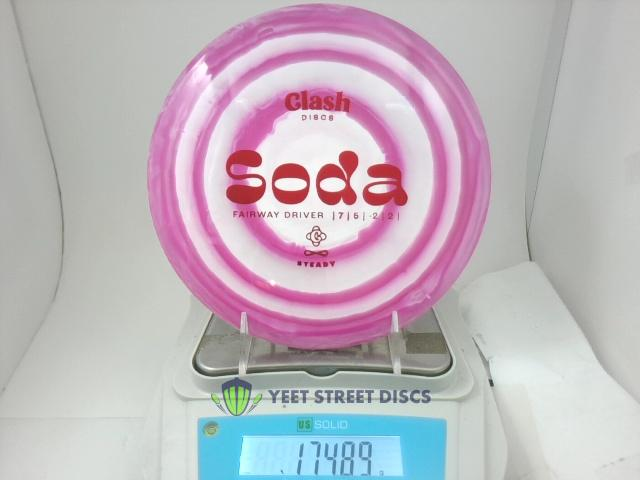 Clash
DISCS
Soda
FAIRWAY DRIVER |7|5|-2|2|
STEADY
YEET STREET DISCS
US SOLID
174.89 g